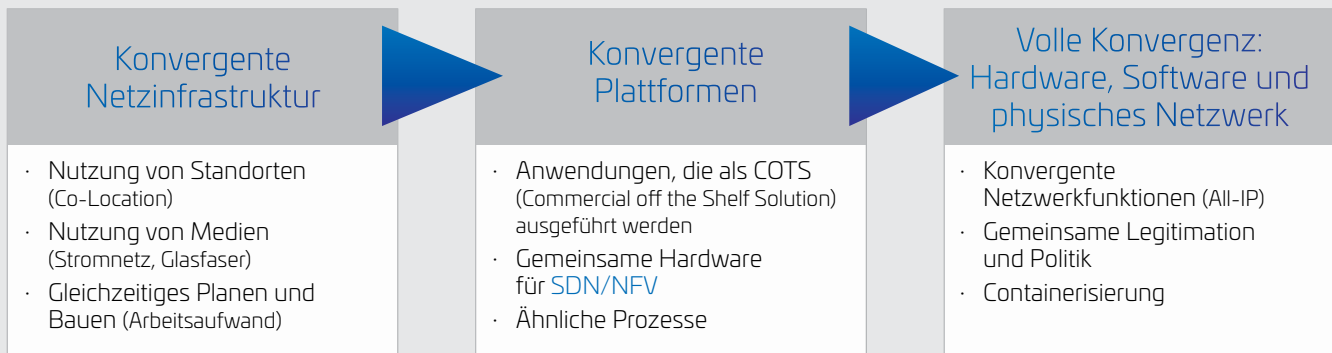 Konvergente
Netzinfrastruktur
· Nutzung von Standorten
(Co-Location)
· Nutzung von Medien
(Stromnetz, Glasfaser)
· Gleichzeitiges Planen und
Bauen (Arbeitsaufwand)
Konvergente
Plattformen
· Anwendungen, die als COTS
(Commercial off the Shelf Solution)
ausgeführt werden
· Gemeinsame Hardware
für SDN/NFV
· Ähnliche Prozesse
Volle Konvergenz:
Hardware, Software und
physisches Netzwerk
· Konvergente
Netzwerkfunktionen (All-IP)
· Gemeinsame Legitimation
und Politik
· Containerisierung